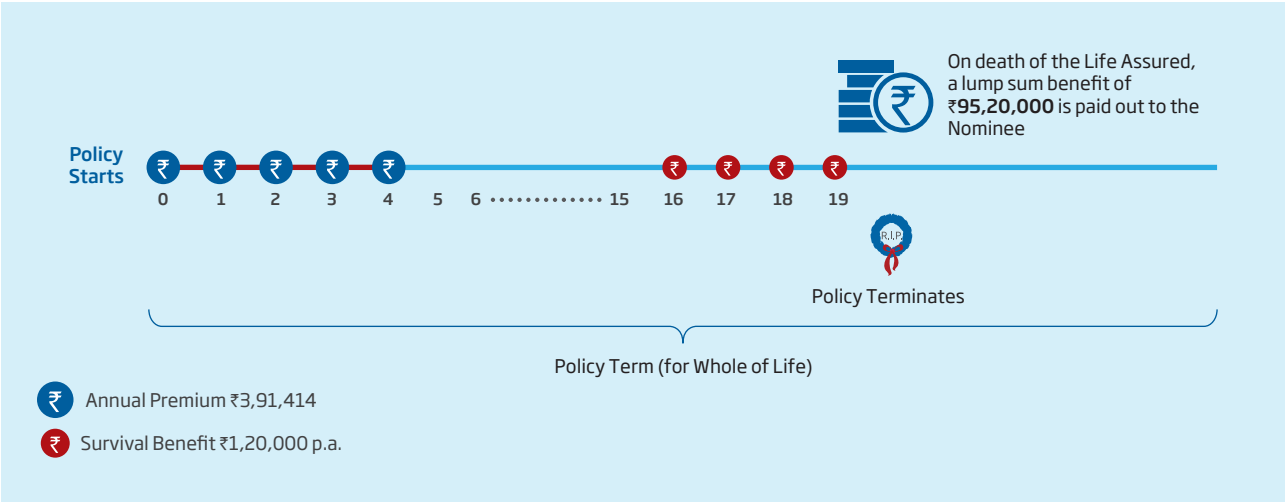 On death of the Life Assured,
a lump sum benefit of
₹95,20,000 is paid out to the
Nominee
Policy
Starts
₹ ₹ ₹ ₹ ₹ ₹ ₹ ₹ ₹
0 1 2 3 4 5 6 ............. 15 16 17 18 19
R.I.P.
Policy Terminates
Policy Term (for Whole of Life)
₹ Annual Premium ₹3,91,414
₹ Survival Benefit ₹1,20,000 p.a.